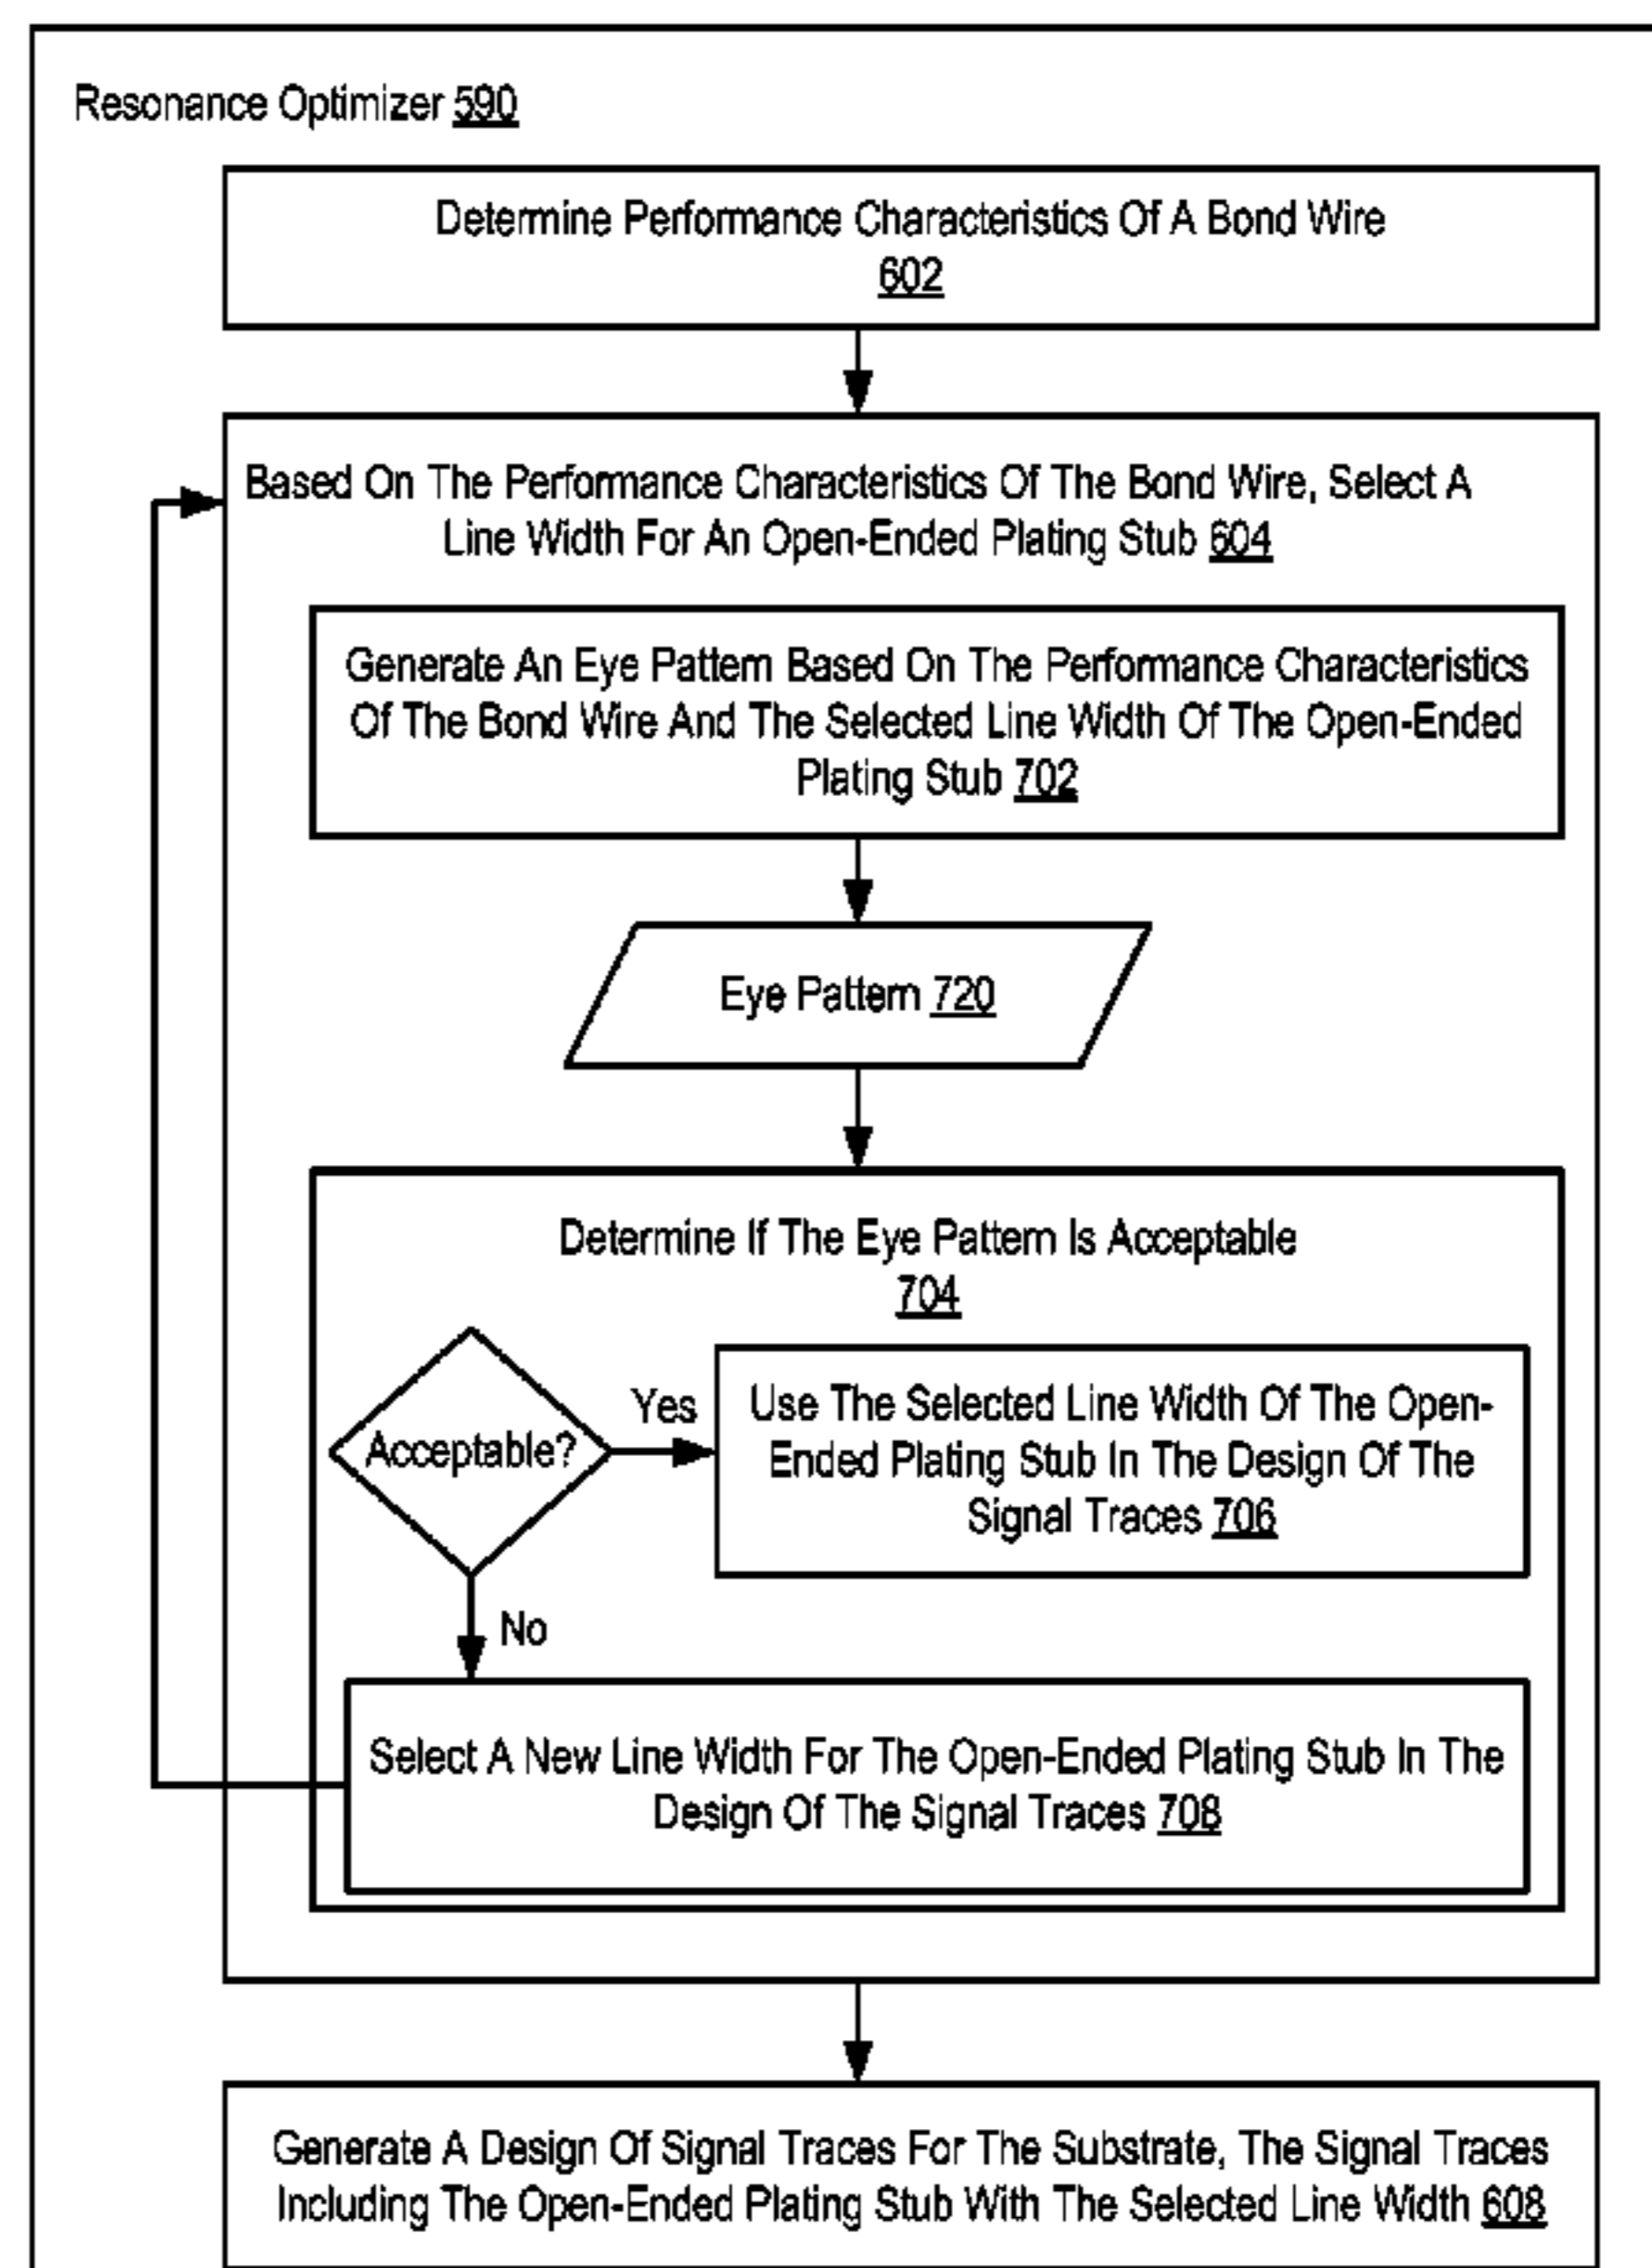 Resonance Optimizer 590
Determine Performance Characteristics Of A Bond Wire
602
Based On The Performance Characteristics Of The Bond Wire, Select A
Line Width For An Open-Ended Plating Stub 604
Generate An Eye Pattern Based On The Performance Characteristics
Of The Bond Wire And The Selected Line Width Of The Open-Ended
Plating Stub 702
Eye Pattern 720
Determine If The Eye Pattern Is Acceptable
704
Acceptable?
Yes
Use The Selected Line Width Of The Open-
Ended Plating Stub In The Design Of The
Signal Traces 706
No
Select A New Line Width For The Open-Ended Plating Stub In The
Design Of The Signal Traces 708
Generate A Design Of Signal Traces For The Substrate, The Signal Traces
Including The Open-Ended Plating Stub With The Selected Line Width 608